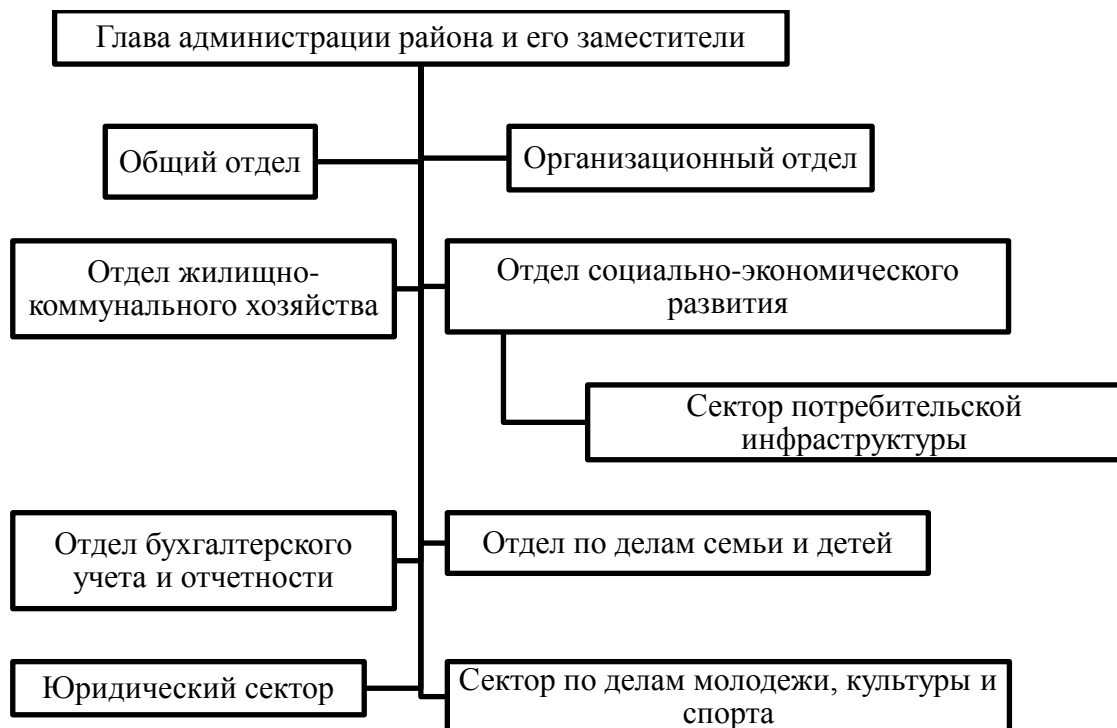 Глава администрации района и его заместители
Общий отдел
Организационный отдел
Отдел жилищно-
коммунального хозяйства
Отдел социально-экономического
развития
Сектор потребительской
инфраструктуры
Отдел бухгалтерского
учета и отчетности
Отдел по делам семьи и детей
Юридический сектор
Сектор по делам молодежи, культуры и
спорта